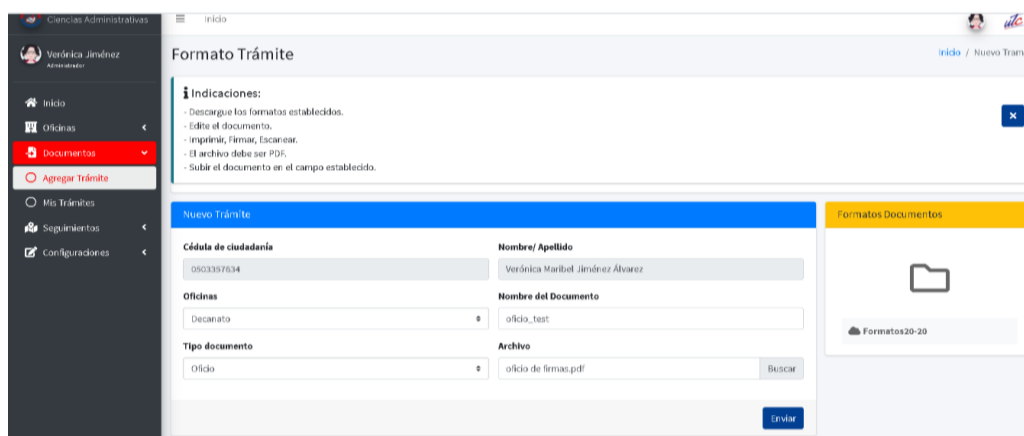 Ciencias Administrativas
Inicio
utc
Verónica Jiménez
Administrador
Formato Trámite
Inicio / Nuevo Tram
Inicio
Oficinas
Documentos
Agregar Trámite
Mis Trámites
Seguimientos
Configuraciones
Indicaciones:
- Descargue los formatos establecidos.
- Edite el documento.
- Imprimir, Firmar, Escanear.
- El archivo debe ser PDF.
- Subir el documento en el campo establecido.
Nuevo Trámite
Cédula de ciudadanía
Nombre/ Apellido
0503357634
Verónica Maribel Jiménez Álvarez
Oficinas
Nombre del Documento
Decanato
oficio_test
Tipo documento
Archivo
Oficio
oficio de firmas.pdf
Buscar
Enviar
Formatos Documentos
Formatos20-20